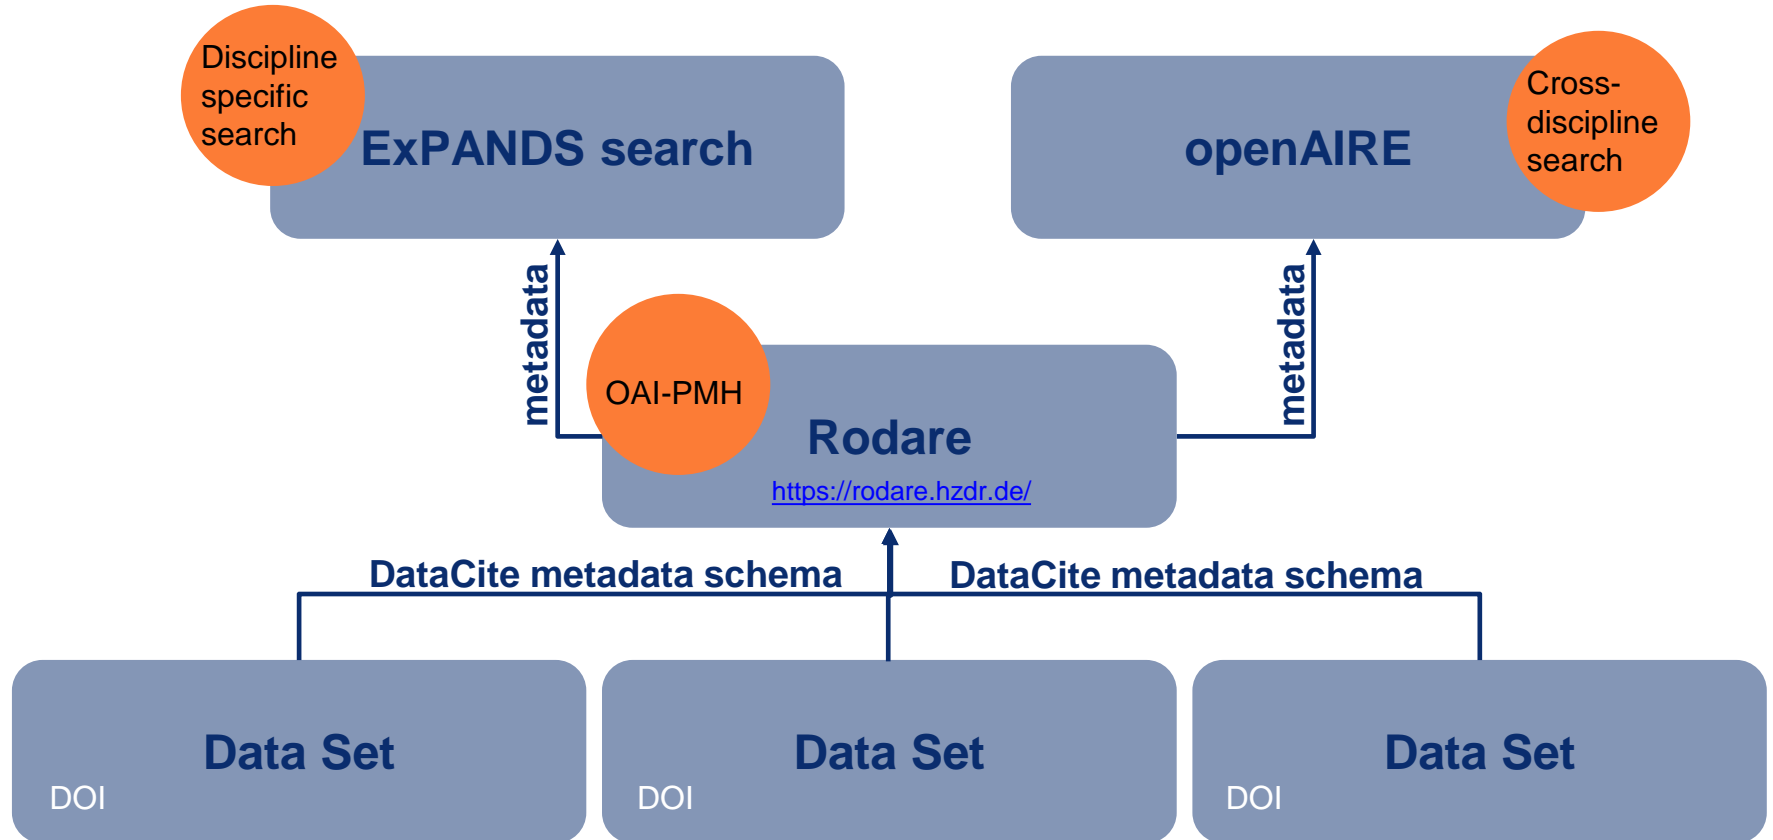 Discipline
specific
search
ExPANDS search
openAIRE
Cross-
discipline
search
metadata
metadata
OAI-PMH
Rodare
https://rodare.hzdr.de/
DataCite metadata schema
DataCite metadata schema
Data Set
DOI
Data Set
DOI
Data Set
DOI